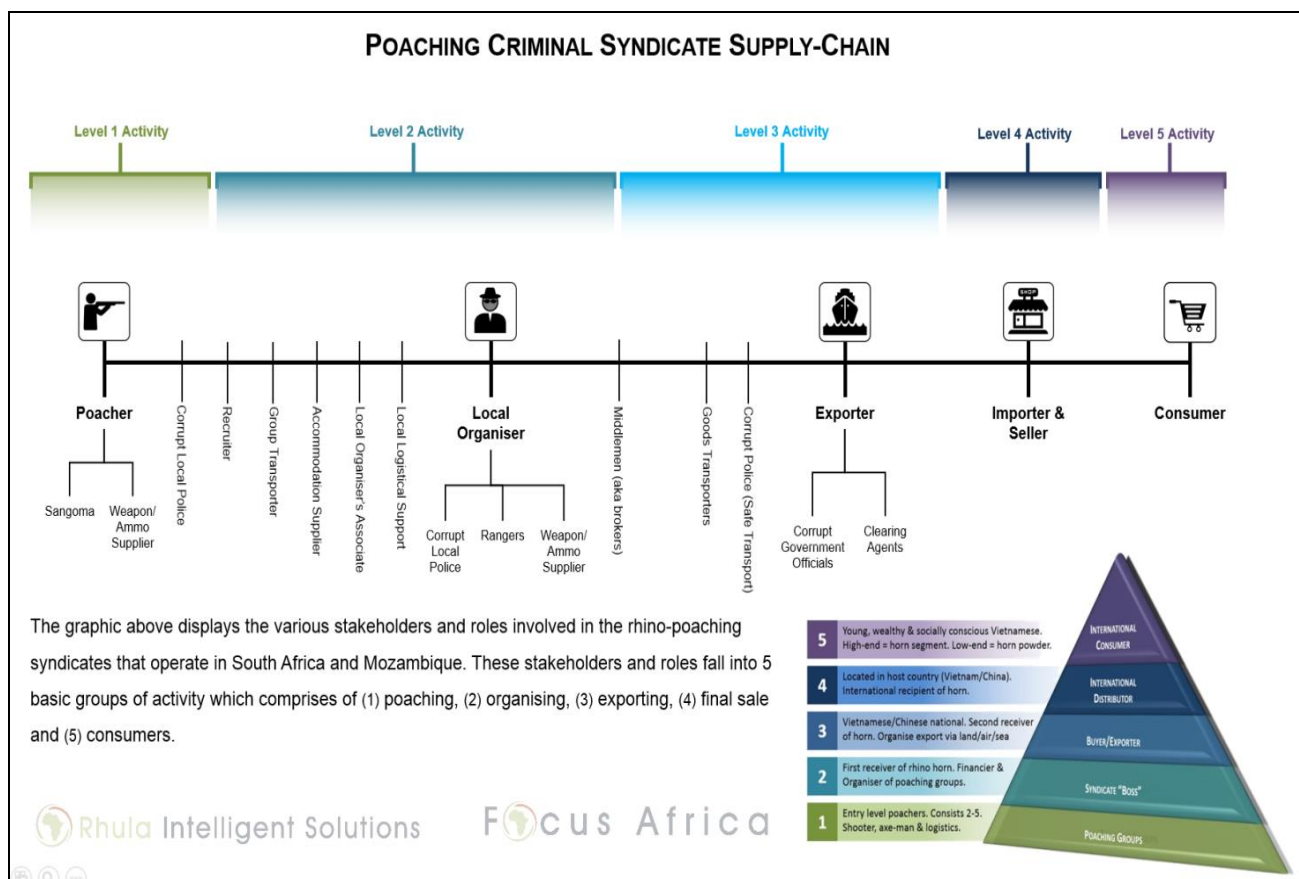 POACHING CRIMINAL SYNDICATE SUPPLY-CHAIN
Level 1 Activity
Level 2 Activity
Level 3 Activity
Level 4 Activity
Level 5 Activity
SHOP
Poacher
Sangoma
Weapon/
Ammo
Supplier
Corrupt Local Police
Recruiter
Group Transporter
Accommodation Supplier
Local Organiser's Associate
Local Logistical Support
Local
Organiser
Corrupt
Local
Police
Rangers
Weapon/
Ammo
Supplier
Middlemen (aka brokers)
Goods Transporters
Corrupt Police (Safe Transport)
Exporter
Corrupt
Government
Officials
Clearing
Agents
Importer &
Seller
Consumer
The graphic above displays the various stakeholders and roles involved in the rhino-poaching
syndicates that operate in South Africa and Mozambique. These stakeholders and roles fall into 5
basic groups of activity which comprises of (1) poaching, (2) organising, (3) exporting, (4) final sale
and (5) consumers.
Rhula Intelligent Solutions
Focus Africa
5
Young, wealthy & socially conscious Vietnamese.
High-end = horn segment. Low-end = horn powder.
INTERNATIONAL
CONSUMER
4
Located in host country (Vietnam/China).
International recipient of horn.
INTERNATIONAL
DISTRIBUTOR
3
Vietnamese/Chinese national. Second receiver
of horn. Organise export via land/air/sea
BUYER/EXPORTER
2
First receiver of rhino horn. Financier &
Organiser of poaching groups.
SYNDICATE "BOSS"
1
Entry level poachers. Consists 2-5.
Shooter, axe-man & logistics.
POACHING GROUPS